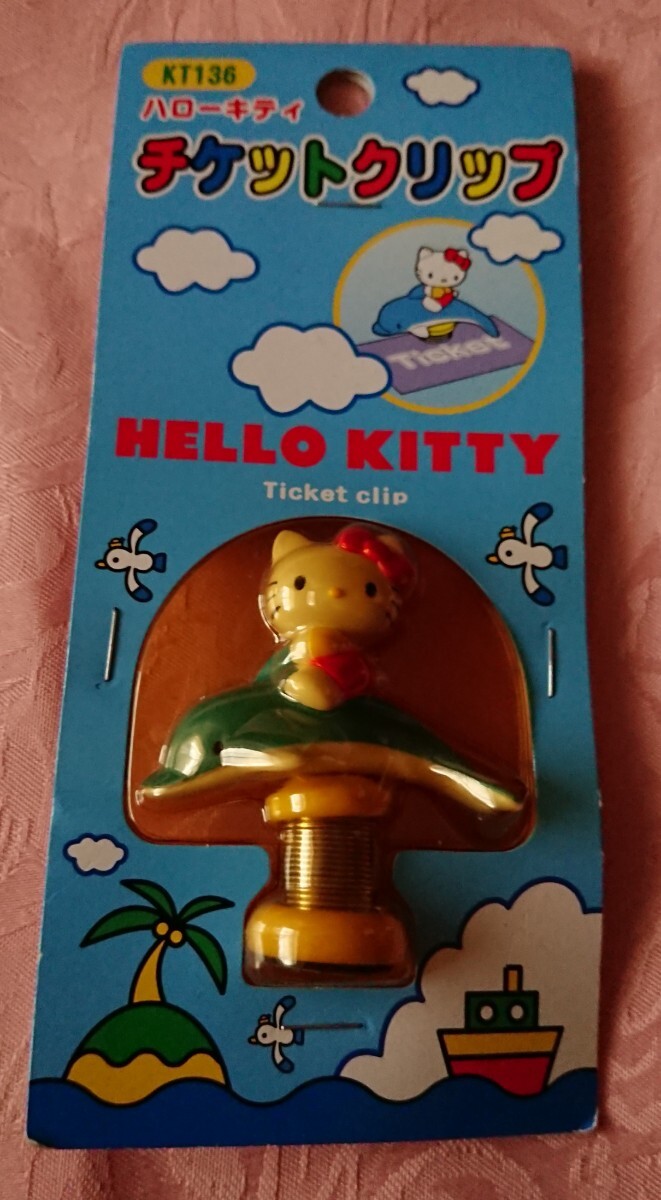 KT136
ハローキティ
チケットクリップ
Ticket
HELLO KITTY
Ticket clip